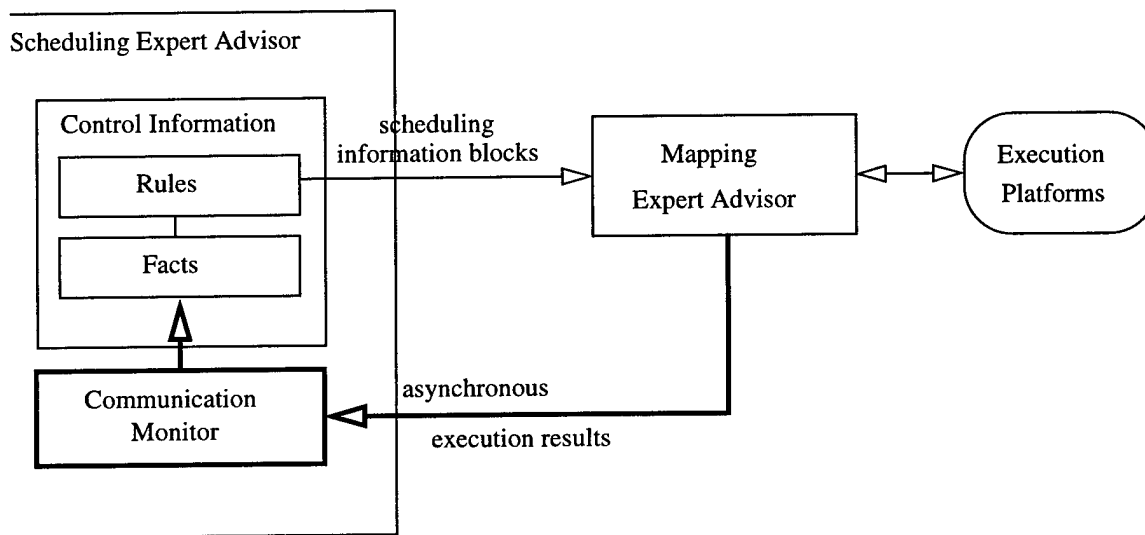 Scheduling Expert Advisor
Control Information
Rules
Facts
Communication
Monitor
scheduling
information blocks
Mapping
Expert Advisor
Execution
Platforms
asynchronous
execution results